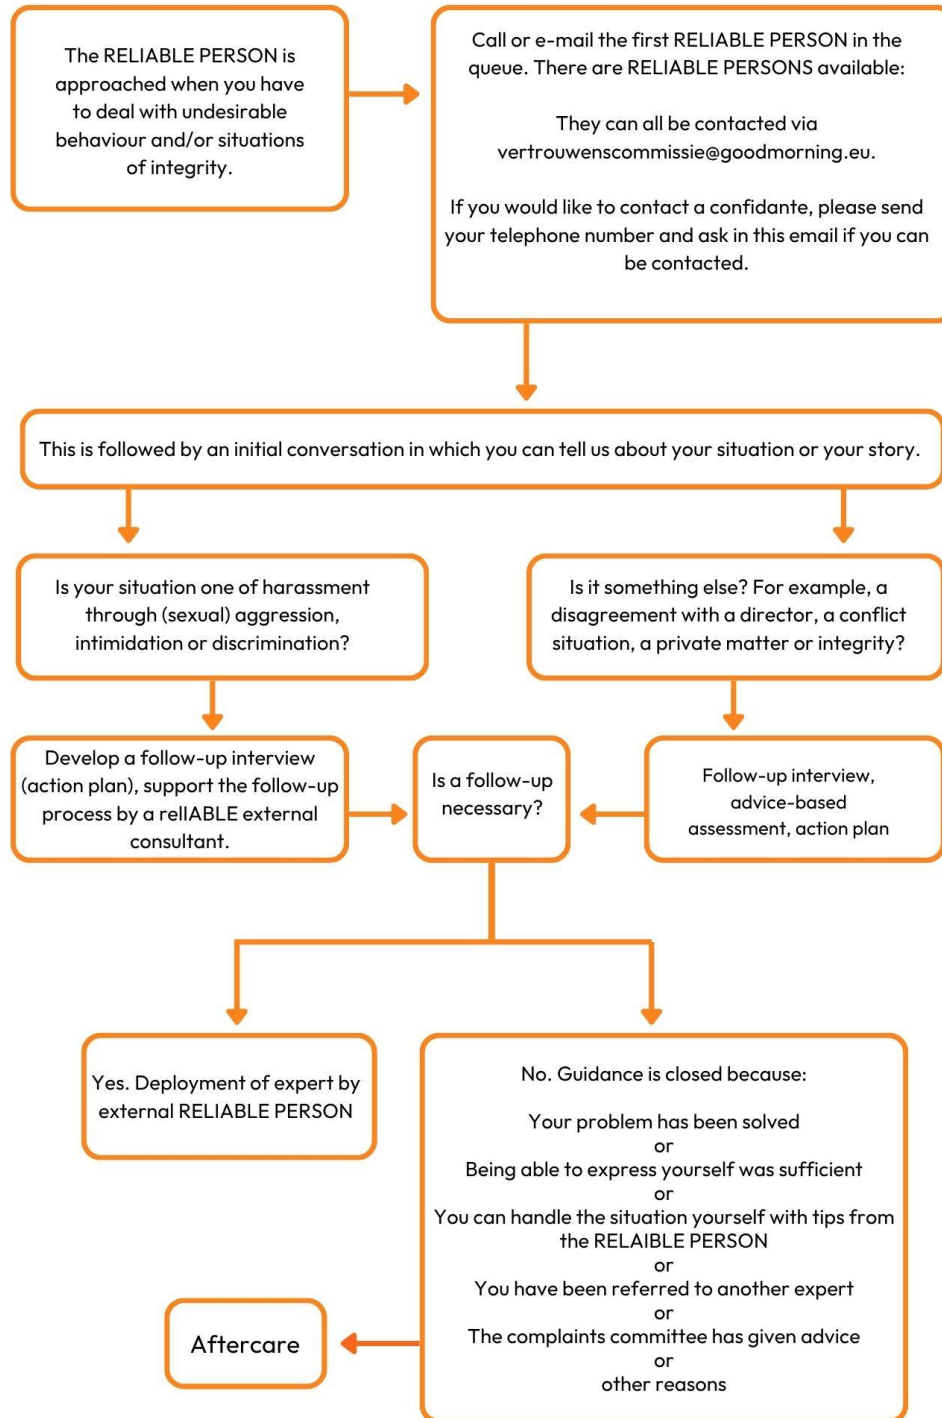 The RELIABLE PERSON is
approached when you have
to deal with undesirable
behaviour and/or situations
of integrity.
Call or e-mail the first RELIABLE PERSON in the
queue. There are RELIABLE PERSONS available:
They can all be contacted via
vertrouwenscommissie@goodmorning.eu.
If you would like to contact a confidante, please send
your telephone number and ask in this email if you can
be contacted.
This is followed by an initial conversation in which you can tell us about your situation or your story.
Is your situation one of harassment
through (sexual) aggression,
intimidation or discrimination?
Is it something else? For example, a
disagreement with a director, a conflict
situation, a private matter or integrity?
Develop a follow-up interview
(action plan), support the follow-up
process by a relIABLE external
consultant.
Is a follow-up
necessary?
Follow-up interview,
advice-based
assessment, action plan
Yes. Deployment of expert by
external RELIABLE PERSON
No. Guidance is closed because:
Your problem has been solved
or
Being able to express yourself was sufficient
or
You can handle the situation yourself with tips from
the RELAIBLE PERSON
or
You have been referred to another expert
or
The complaints committee has given advice
or
other reasons
Aftercare